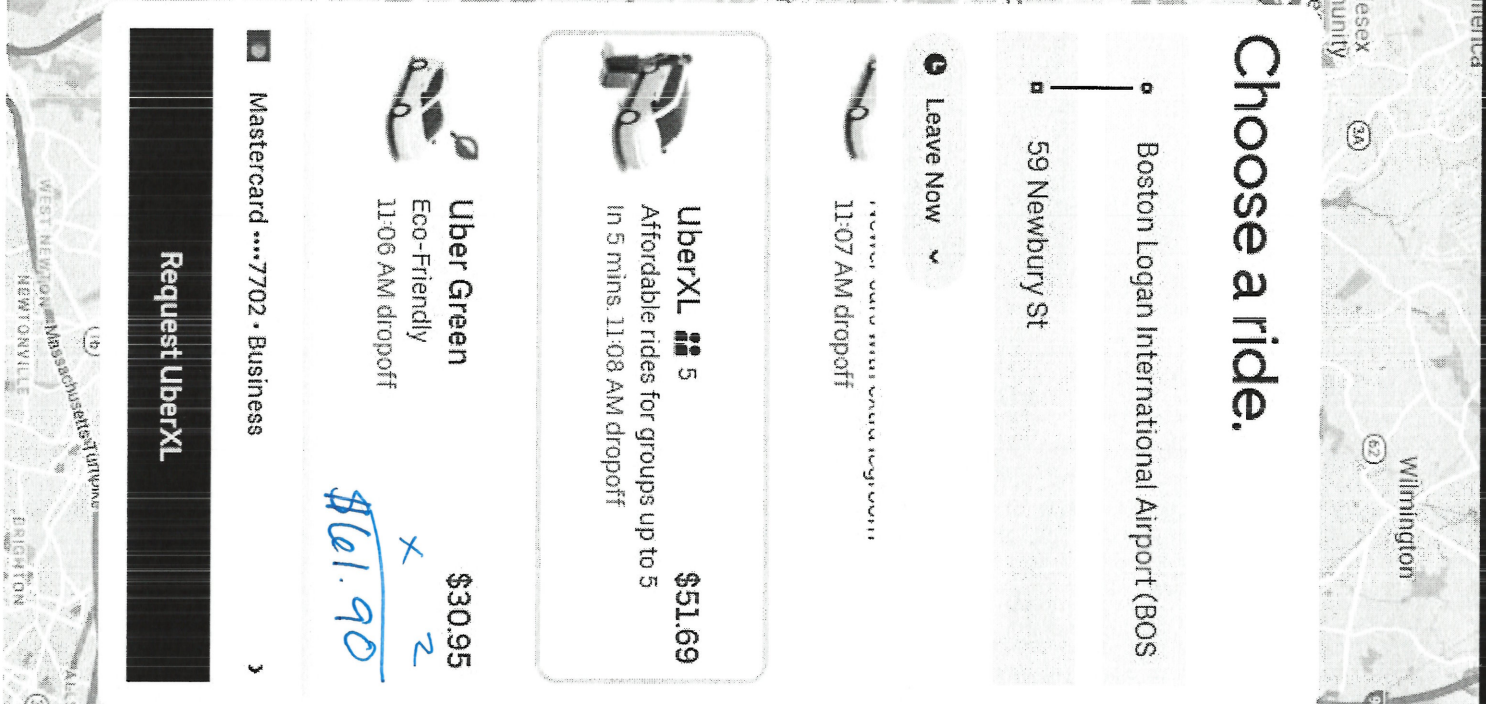 Choose a ride.
Boston Logan International Airport (BOS
59 Newbury St
Leave Now
11:07 AM dropoff
UberXL 5 $51.69
Affordable rides for groups up to 5
In 5 mins. 11:08 AM dropoff
Uber Green $30.95
Eco-Friendly
11:06 AM dropoff
x 2
$61.90
Mastercard ••••7702 • Business
Request UberXL
Wilmington
3A
62
WEST NEWTON
Massachusetts Turnpike
NEWTONVILLE
BRIGHTON